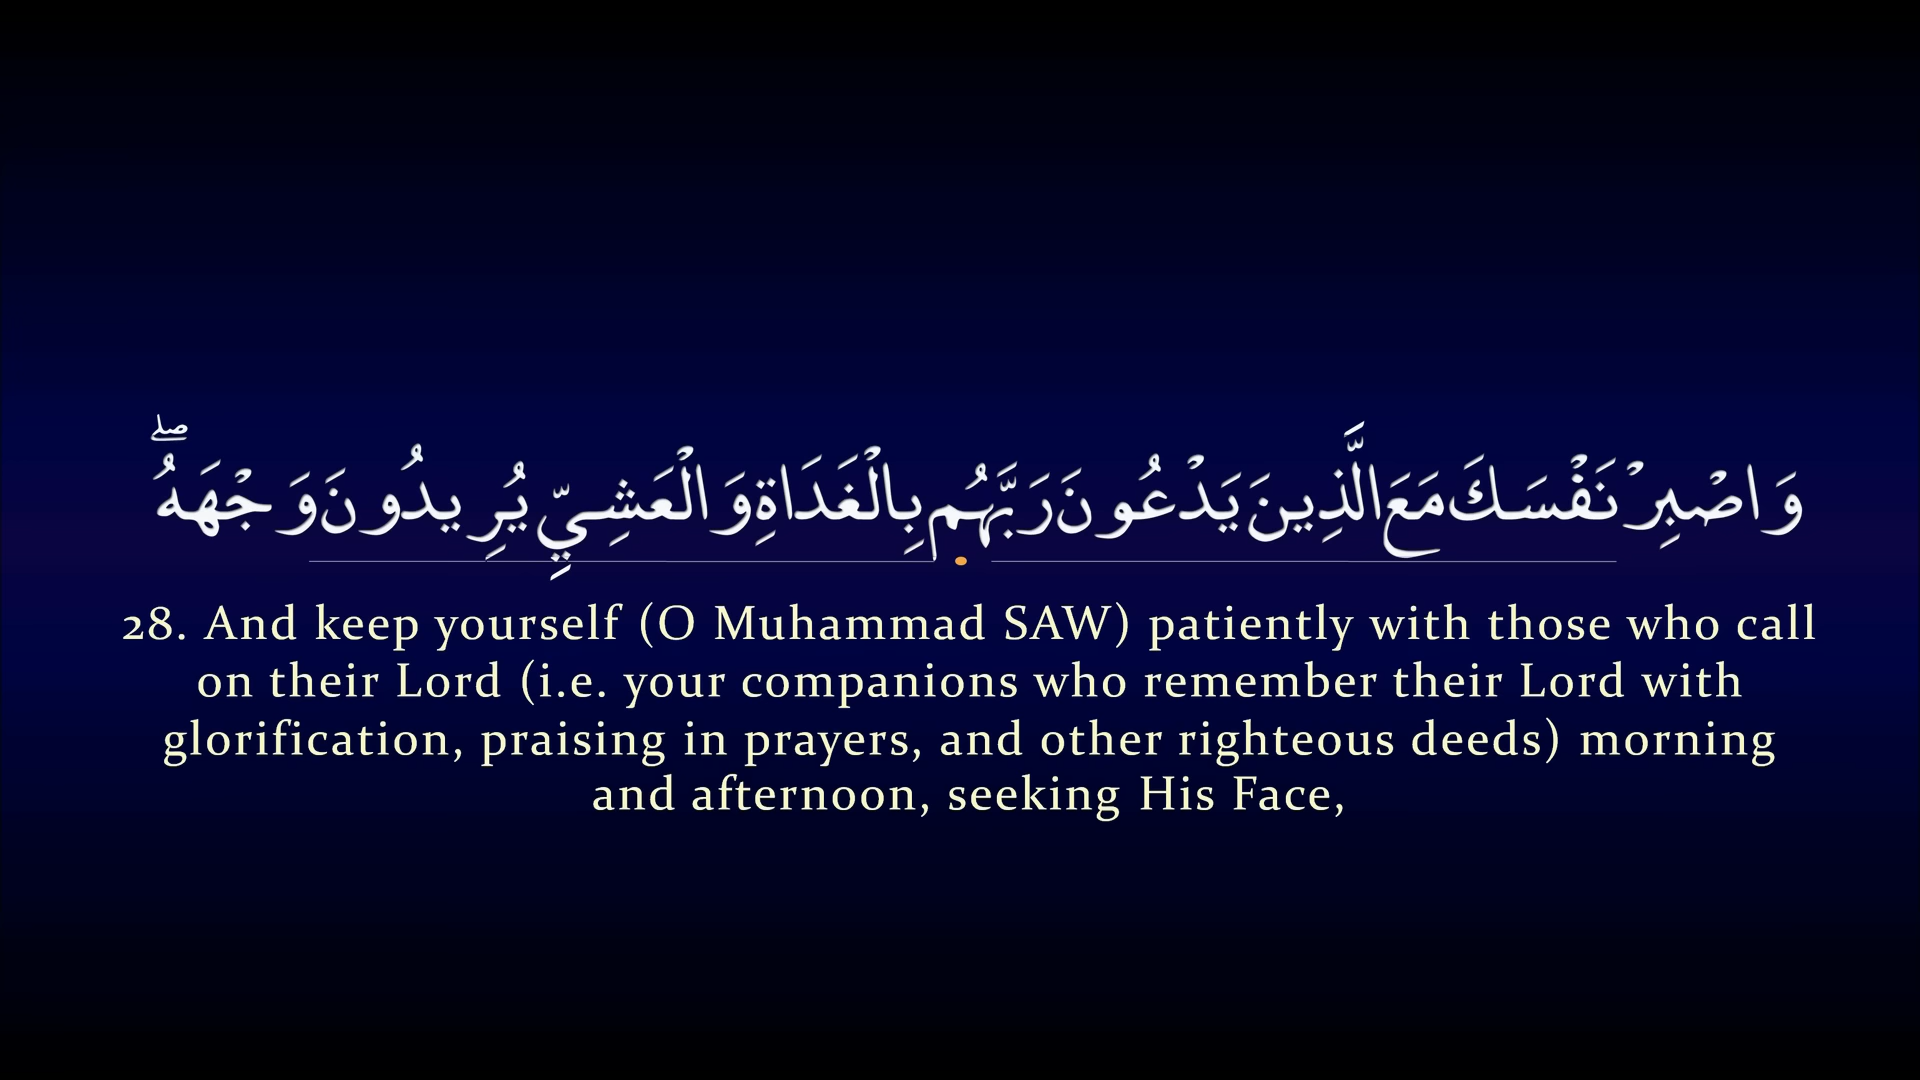 وَاصْبِرْ نَفْسَكَ مَعَ الَّذِينَ يَدْعُونَ رَبَّهُم بِالْغَدَاةِ وَالْعَشِيِّ يُرِيدُونَ وَجْهَهُ ۖ
28. And keep yourself (O Muhammad SAW) patiently with those who call
on their Lord (i.e. your companions who remember their Lord with
glorification, praising in prayers, and other righteous deeds) morning
and afternoon, seeking His Face,